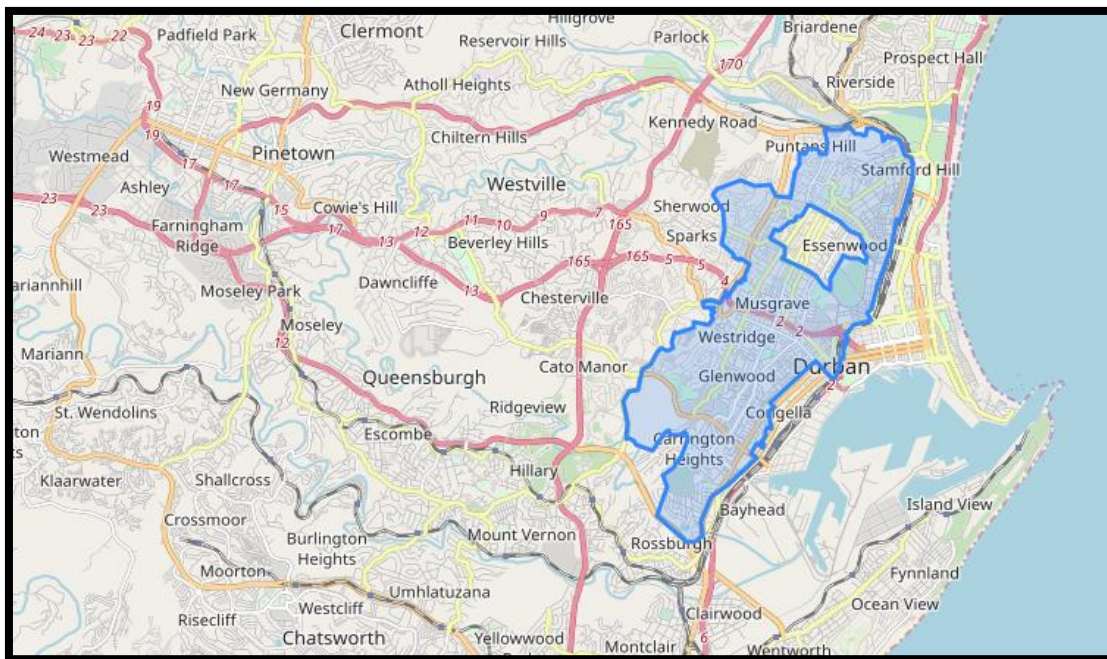 Hillgrove
Briardene
24
23
23
22
Padfield Park
Clermont
Reservoir Hills
Parlock
Prospect Hall
170
Riverside
Atholl Heights
New Germany
19
Kennedy Road
Chiltern Hills
Puntans Hill
19
Westmead
17
Pinetown
Stamford Hill
Ashley
17
Westville
23
23
15
Cowie's Hill
Sherwood
Farningham
Ridge
17
13
12
11
10
9
7
165
Sparks
Essenwood
Beverley Hills
165
165
5
5
4
Moseley Park
Dawncliffe
13
Chesterville
Musgrave
ariannhill
Moseley
2
2
Westridge
12
Mariann
Cato Manor
Durban
Queensburgh
Glenwood
2
St. Wendolins
Ridgeview
Congella
ton
ts
Escombe
Carrington
Heights
Klaarwater
Shallcross
Hillary
Island View
Bayhead
Crossmoor
Burlington
Heights
Mount Vernon
Rossburgh
Moorton
Fynnland
Umhlatuzana
Westcliff
Clairwood
Ocean View
Risecliff
Chatsworth
Yellowwood
6
Montclair
Wentworth